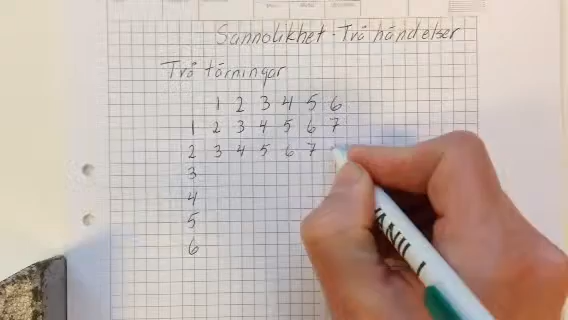 Sannolikhet - Två händelser
Två tärningar
1 2 3 4 5 6
1 2 3 4 5 6 7
2 3 4 5 6 7
3
4
5
6